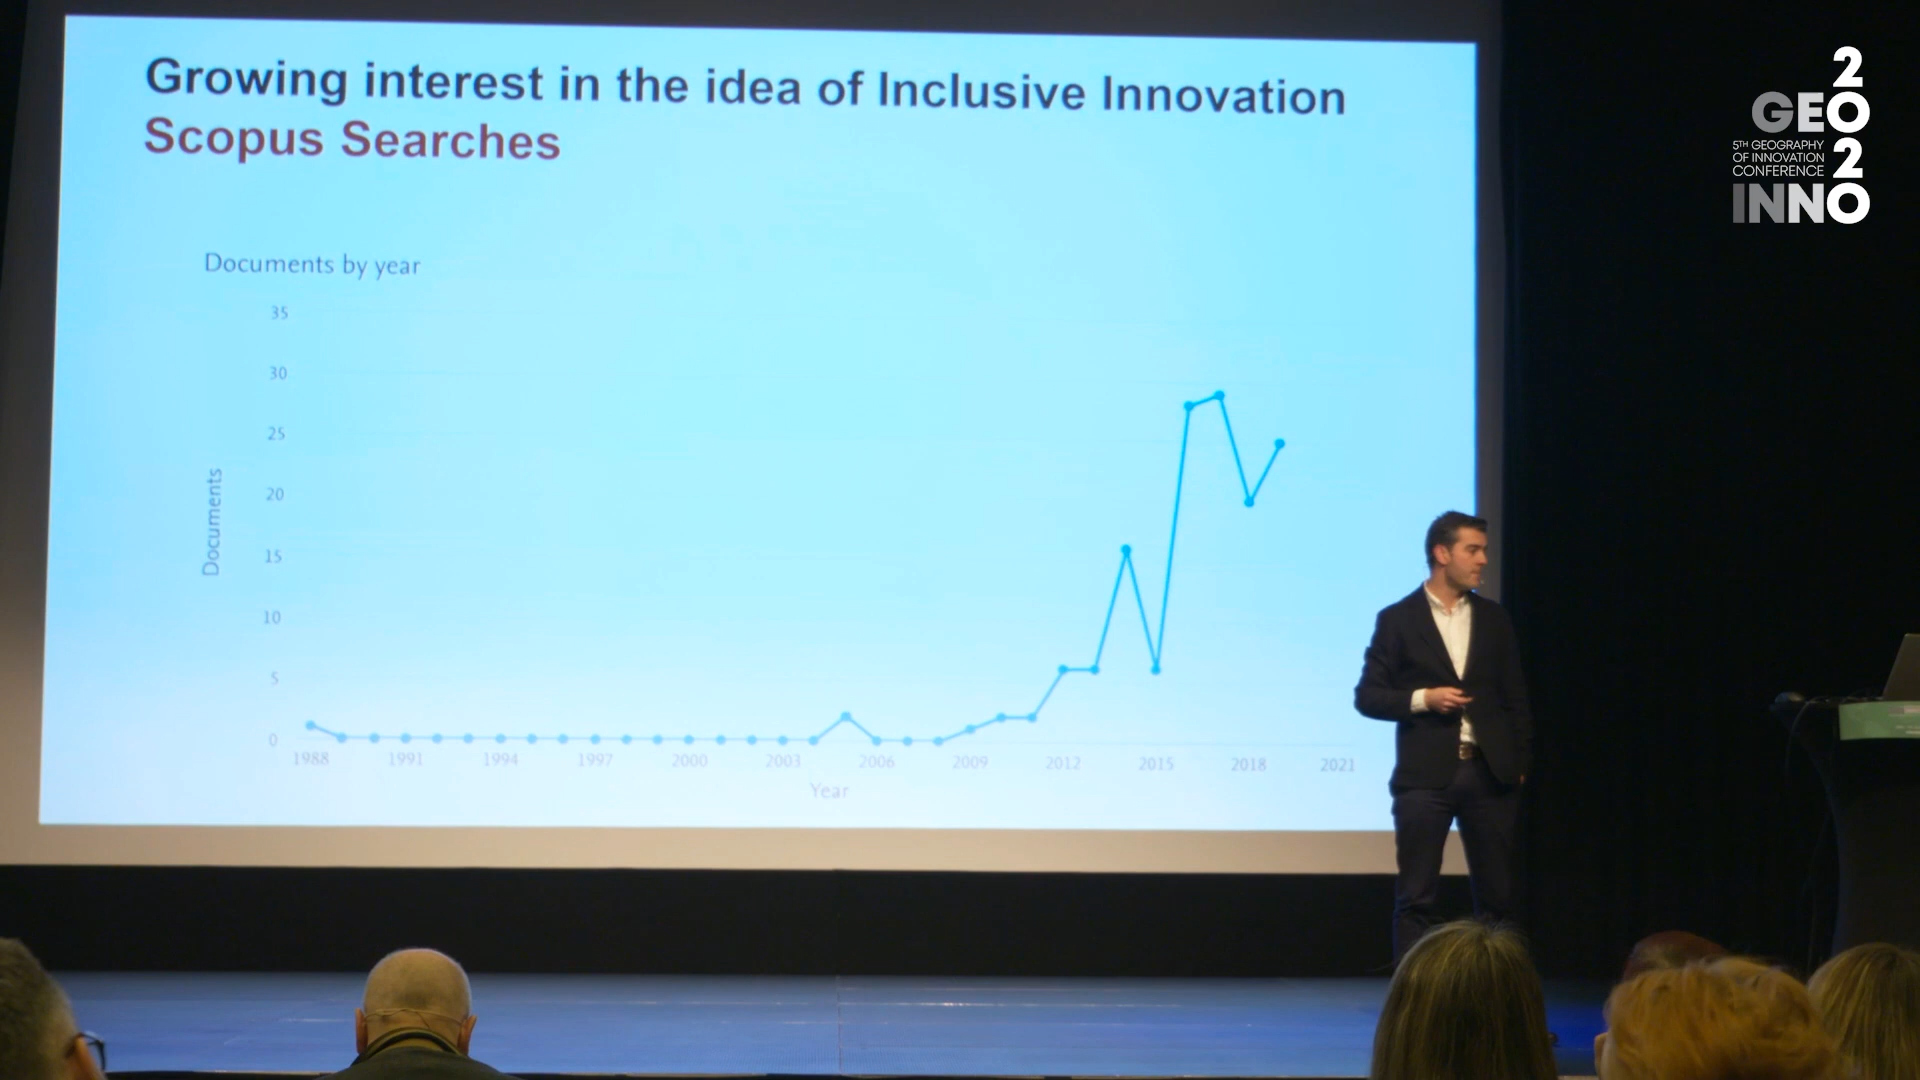 Growing interest in the idea of Inclusive Innovation
Scopus Searches
Documents by year
35
30
25
20
15
10
5
0
Documents
1988 1991 1994 1997 2000 2003 2006 2009 2012 2015 2018 2021
Year
2
GEO
5TH GEOGRAPHY
OF INNOVATION
CONFERENCE
2
INNO